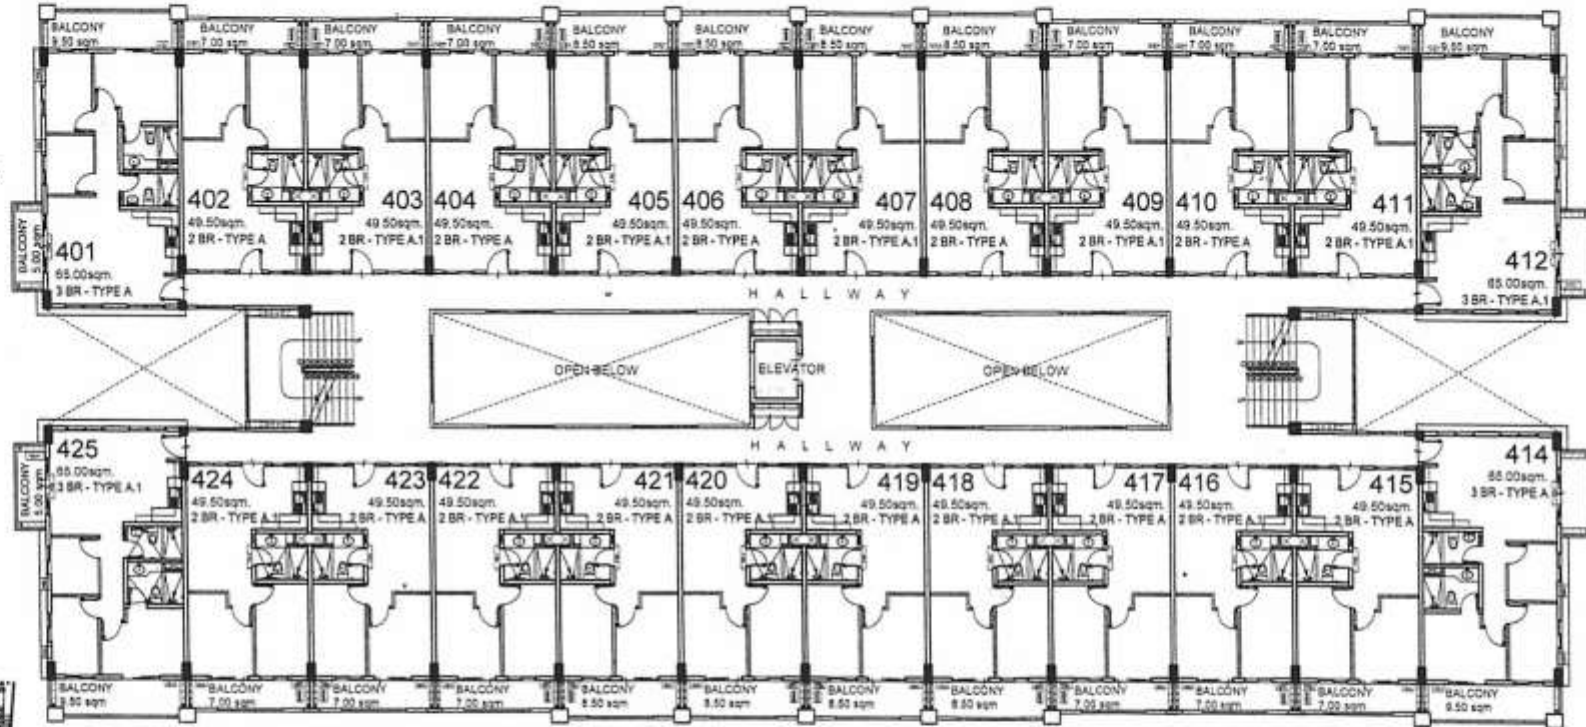 BALCONY
9.50 sqm
BALCONY
7.00 sqm
BALCONY
7.00 sqm
BALCONY
7.00 sqm
BALCONY
8.50 sqm
BALCONY
8.50 sqm
BALCONY
8.50 sqm
BALCONY
8.50 sqm
BALCONY
7.00 sqm
BALCONY
7.00 sqm
BALCONY
7.00 sqm
BALCONY
9.50 sqm
402
49.50sqm.
2 BR - TYPE A
403
49.50sqm.
2 BR - TYPE A.1
404
49.50sqm.
2 BR - TYPE A
405
49.50sqm.
2 BR - TYPE A.1
406
49.50sqm.
2 BR - TYPE A
407
49.50sqm.
2 BR - TYPE A.1
408
49.50sqm.
2 BR - TYPE A
409
49.50sqm.
2 BR - TYPE A.1
410
49.50sqm.
2 BR - TYPE A
411
49.50sqm.
2 BR - TYPE A.1
BALCONY
5.00 sqm
401
65.00sqm.
3 BR - TYPE A
412
65.00sqm.
3 BR - TYPE A.1
HALLWAY
OPEN BELOW
ELEVATOR
OPEN BELOW
HALLWAY
BALCONY
5.00 sqm
425
65.00sqm.
3 BR - TYPE A.1
424
49.50sqm.
2 BR - TYPE A.1
423
49.50sqm.
2 BR - TYPE A
422
49.50sqm.
2 BR - TYPE A.1
421
49.50sqm.
2 BR - TYPE A
420
49.50sqm.
2 BR - TYPE A.1
419
49.50sqm.
2 BR - TYPE A
418
49.50sqm.
2 BR - TYPE A.1
417
49.50sqm.
2 BR - TYPE A
416
49.50sqm.
2 BR - TYPE A.1
415
49.50sqm.
2 BR - TYPE A
414
65.00sqm.
3 BR - TYPE A
BALCONY
9.50 sqm
BALCONY
7.00 sqm
BALCONY
7.00 sqm
BALCONY
7.00 sqm
BALCONY
8.50 sqm
BALCONY
8.50 sqm
BALCONY
8.50 sqm
BALCONY
8.50 sqm
BALCONY
7.00 sqm
BALCONY
7.00 sqm
BALCONY
7.00 sqm
BALCONY
9.50 sqm